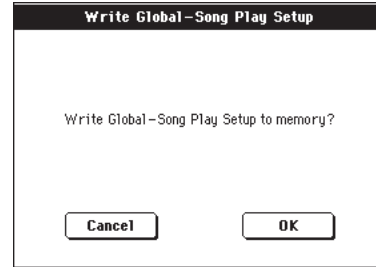 Write Global-Song Play Setup
Write Global-Song Play Setup to memory?
Cancel
OK